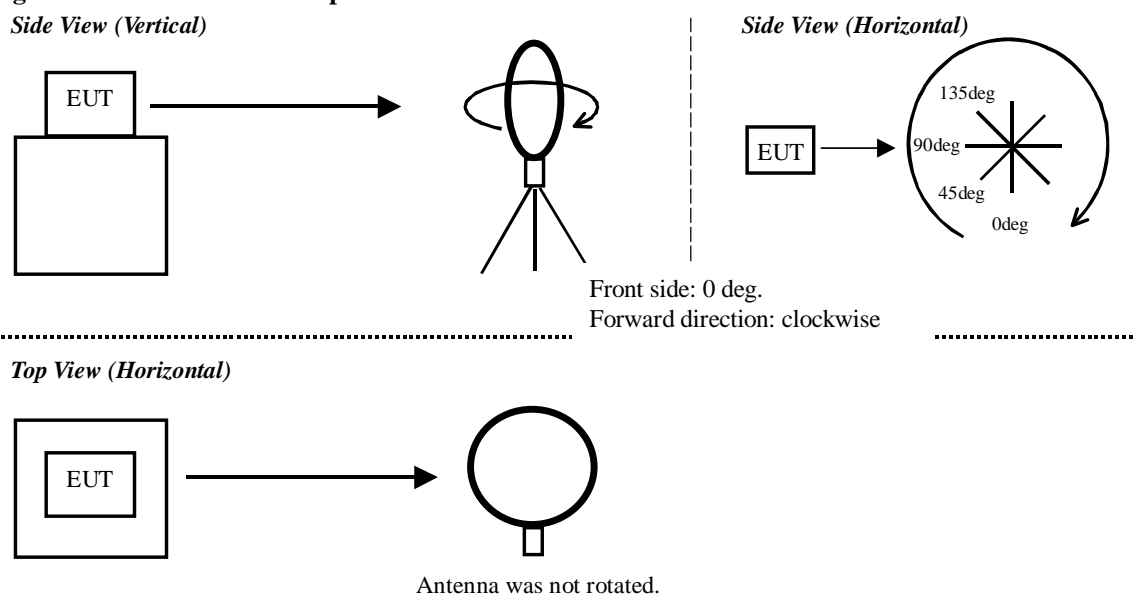 Side View (Vertical)
EUT
Side View (Horizontal)
135deg
90deg
45deg
0deg
EUT
Front side: 0 deg.
Forward direction: clockwise
Top View (Horizontal)
EUT
Antenna was not rotated.